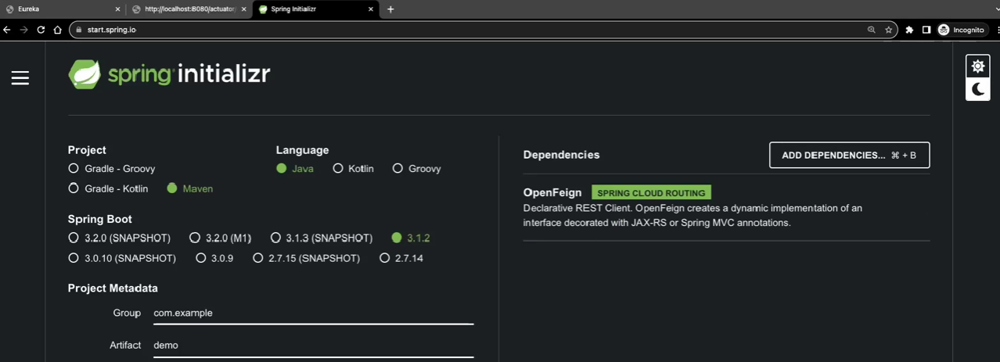 Eureka
http://localhost:8080/actuator/
Spring Initializr
start.spring.io
Incognito
spring initializr
Project
Language
Gradle - Groovy
Java
Kotlin
Groovy
Gradle - Kotlin
Maven
Spring Boot
3.2.0 (SNAPSHOT)
3.2.0 (M1)
3.1.3 (SNAPSHOT)
3.1.2
3.0.10 (SNAPSHOT)
3.0.9
2.7.15 (SNAPSHOT)
2.7.14
Project Metadata
Group
com.example
Artifact
demo
Dependencies
ADD DEPENDENCIES... ⌘ + B
OpenFeign
SPRING CLOUD ROUTING
Declarative REST Client. OpenFeign creates a dynamic implementation of an
interface decorated with JAX-RS or Spring MVC annotations.